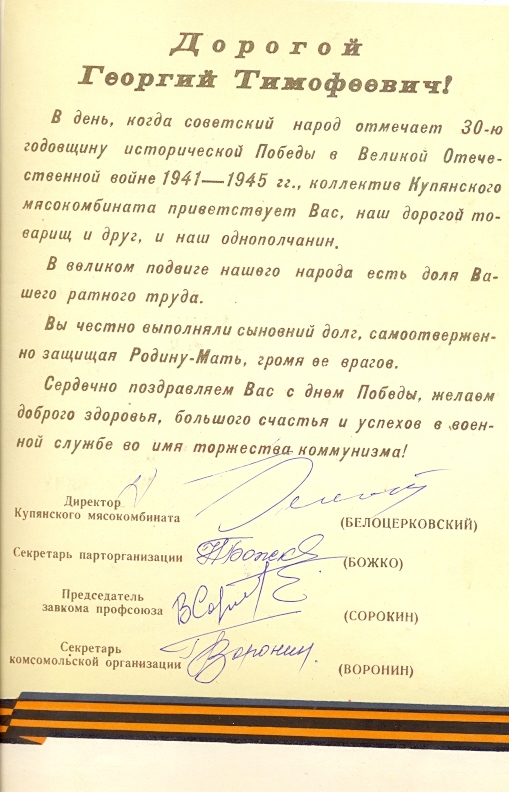 Дорогой
Георгий Тимофеевич!
В день, когда советский народ отмечает 30-ю
годовщину исторической Победы в Великой Отече-
ственной войне 1941—1945 гг., коллектив Купянского
мясокомбината приветствует Вас, наш дорогой то-
варищ и друг, и наш однополчанин.
В великом подвиге нашего народа есть доля Ва-
шего ратного труда.
Вы честно выполняли сыновний долг, самоотвержен-
но защищая Родину-Мать, громя ее врагов.
Сердечно поздравляем Вас с днем Победы, желаем
доброго здоровья, большого счастья и успехов в воен-
ной службе во имя торжества коммунизма!
Директор
Купянского мясокомбината
(БЕЛОЦЕРКОВСКИЙ)
Секретарь парторганизации НБожко (БОЖКО)
Председатель
завкома профсоюза
(СОРОКИН)
Секретарь
комсомольской организации Воронин (ВОРОНИН)